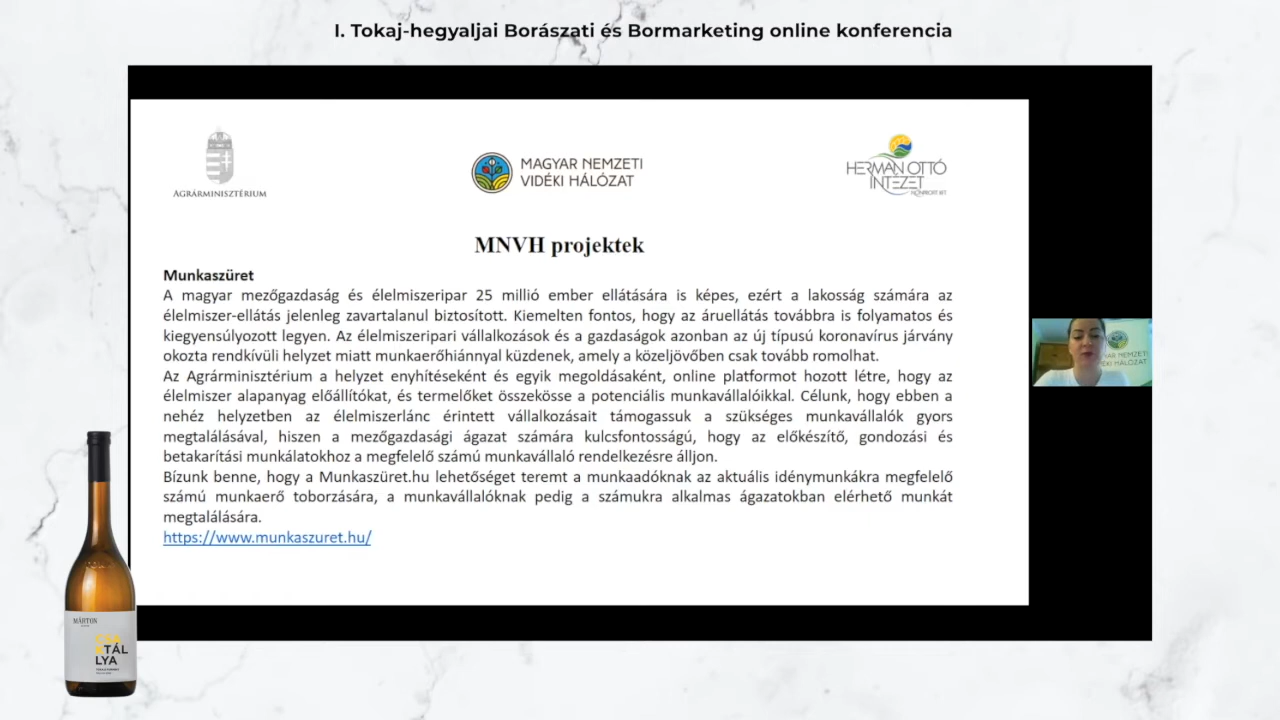 I. Tokaj-hegyaljai Borászati és Bormarketing online konferencia
AGRÁRMINISZTÉRIUM
MAGYAR NEMZETI
VIDÉKI HÁLÓZAT
HERMAN OTTÓ
INTÉZET
NONPROFIT KFT.
MNVH projektek
Munkaszüret
A magyar mezőgazdaság és élelmiszeripar 25 millió ember ellátására is képes, ezért a lakosság számára az
élelmiszer-ellátás jelenleg zavartalanul biztosított. Kiemelten fontos, hogy az áruellátás továbbra is folyamatos és
kiegyensúlyozott legyen. Az élelmiszeripari vállalkozások és a gazdaságok azonban az új típusú koronavírus járvány
okozta rendkívüli helyzet miatt munkaerőhiánnyal küzdenek, amely a közeljövőben csak tovább romolhat.
Az Agrárminisztérium a helyzet enyhítéseként és egyik megoldásaként, online platformot hozott létre, hogy az
élelmiszer alapanyag előállítókat, és termelőket összekösse a potenciális munkavállalóikkal. Célunk, hogy ebben a
nehéz helyzetben az élelmiszerlánc érintett vállalkozásait támogassuk a szükséges munkavállalók gyors
megtalálásával, hiszen a mezőgazdasági ágazat számára kulcsfontosságú, hogy az előkészítő, gondozási és
betakarítási munkálatokhoz a megfelelő számú munkavállaló rendelkezésre álljon.
Bízunk benne, hogy a Munkaszüret.hu lehetőséget teremt a munkaadóknak az aktuális idénymunkákra megfelelő
számú munkaerő toborzására, a munkavállalóknak pedig a számukra alkalmas ágazatokban elérhető munkát
megtalálására.
https://www.munkaszuret.hu/
AR NEMZETI
ÉKI HÁLÓZAT
MÁRTON
TÁL
LYA